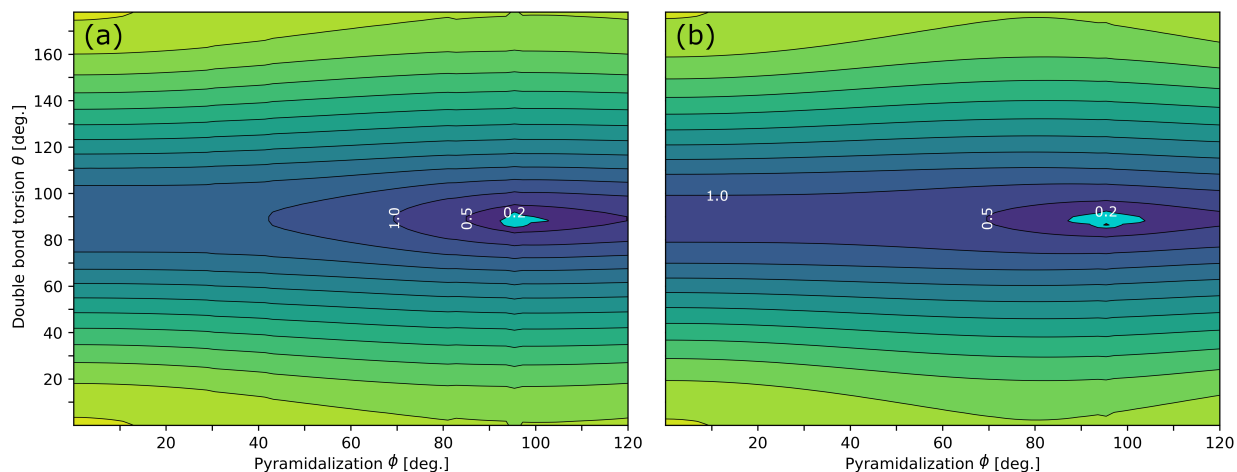 (a)
(b)
Double bond torsion θ [deg.]
160
140
120
100
80
60
40
20
1.0
0.5
0.2
1.0
0.5
0.2
20 40 60 80 100 120
20 40 60 80 100 120
Pyramidalization ϕ [deg.]
Pyramidalization ϕ [deg.]